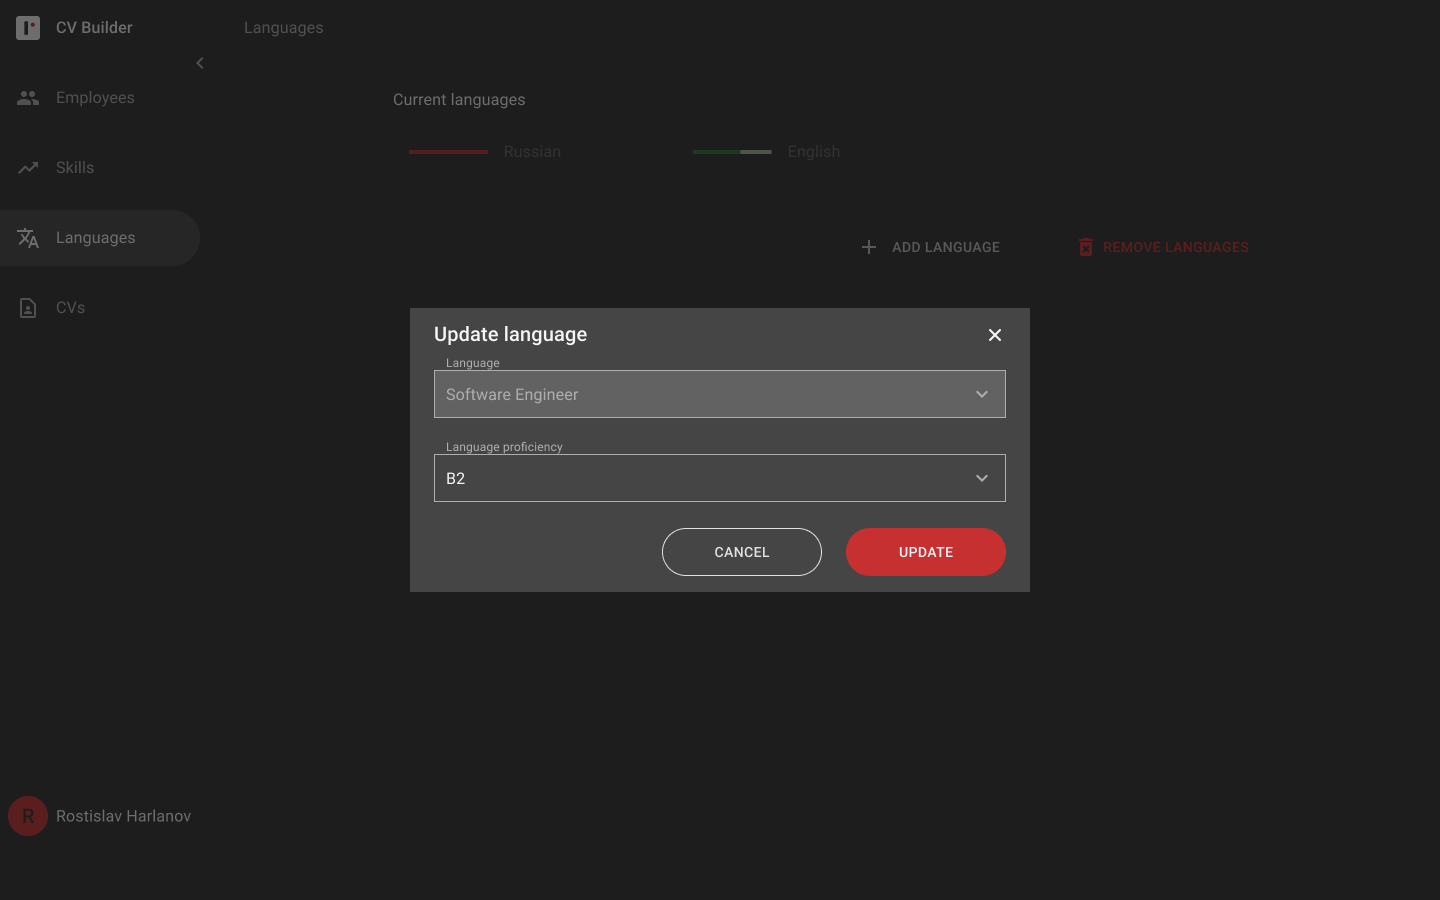 CV Builder
Languages
Employees
Current languages
Russian
English
Skills
Languages
ADD LANGUAGE
REMOVE LANGUAGES
CVs
Update language
Language
Software Engineer
Language proficiency
B2
CANCEL
UPDATE
R
Rostislav Harlanov